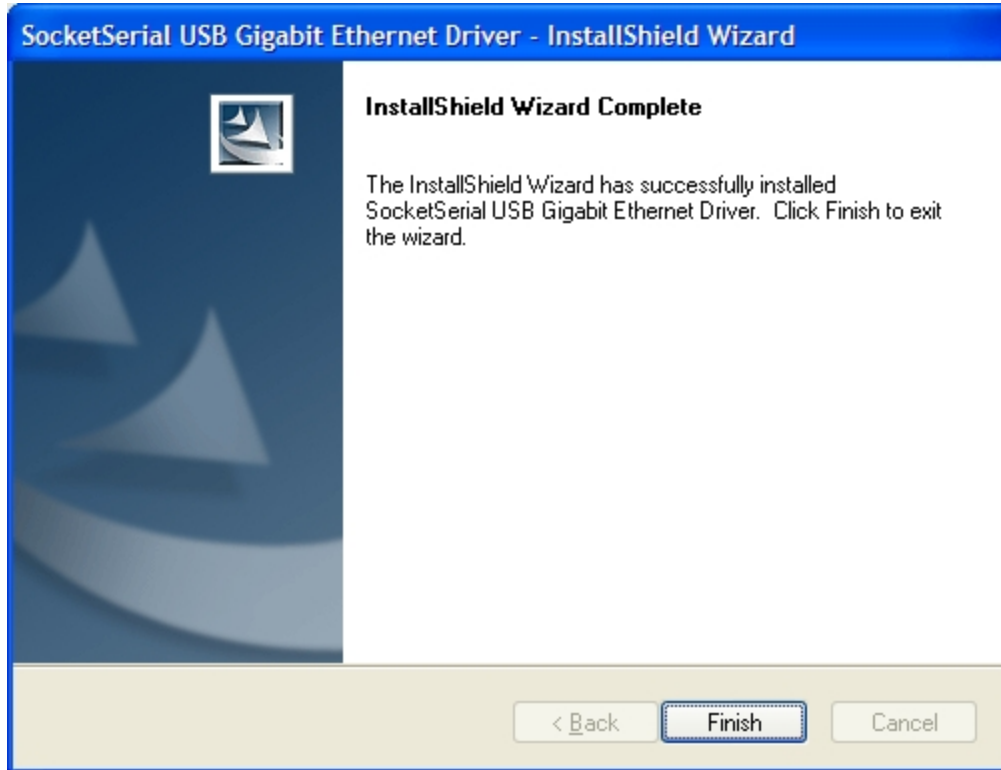 SocketSerial USB Gigabit Ethernet Driver - InstallShield Wizard
InstallShield Wizard Complete
The InstallShield Wizard has successfully installed
SocketSerial USB Gigabit Ethernet Driver. Click Finish to exit
the wizard.
< Back Finish Cancel